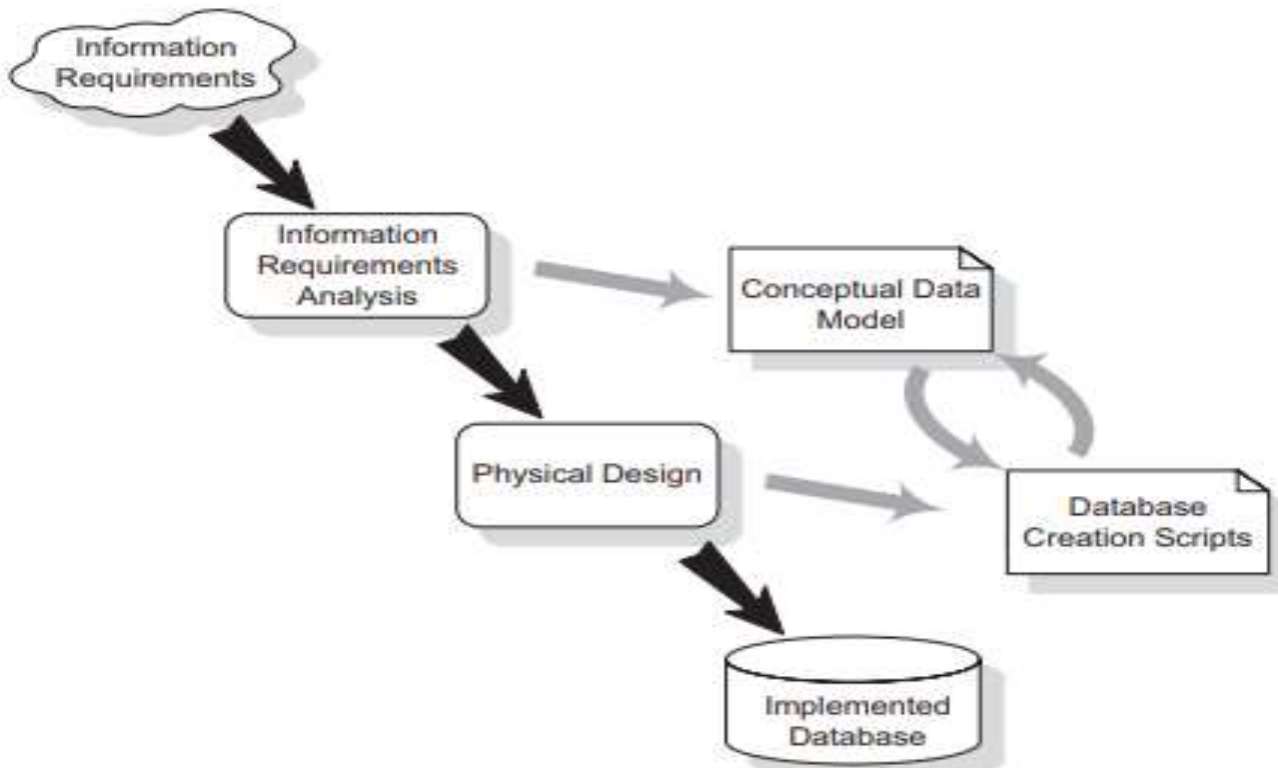 Information
Requirements
Information
Requirements
Analysis
Conceptual Data
Model
Physical Design
Database
Creation Scripts
Implemented
Database